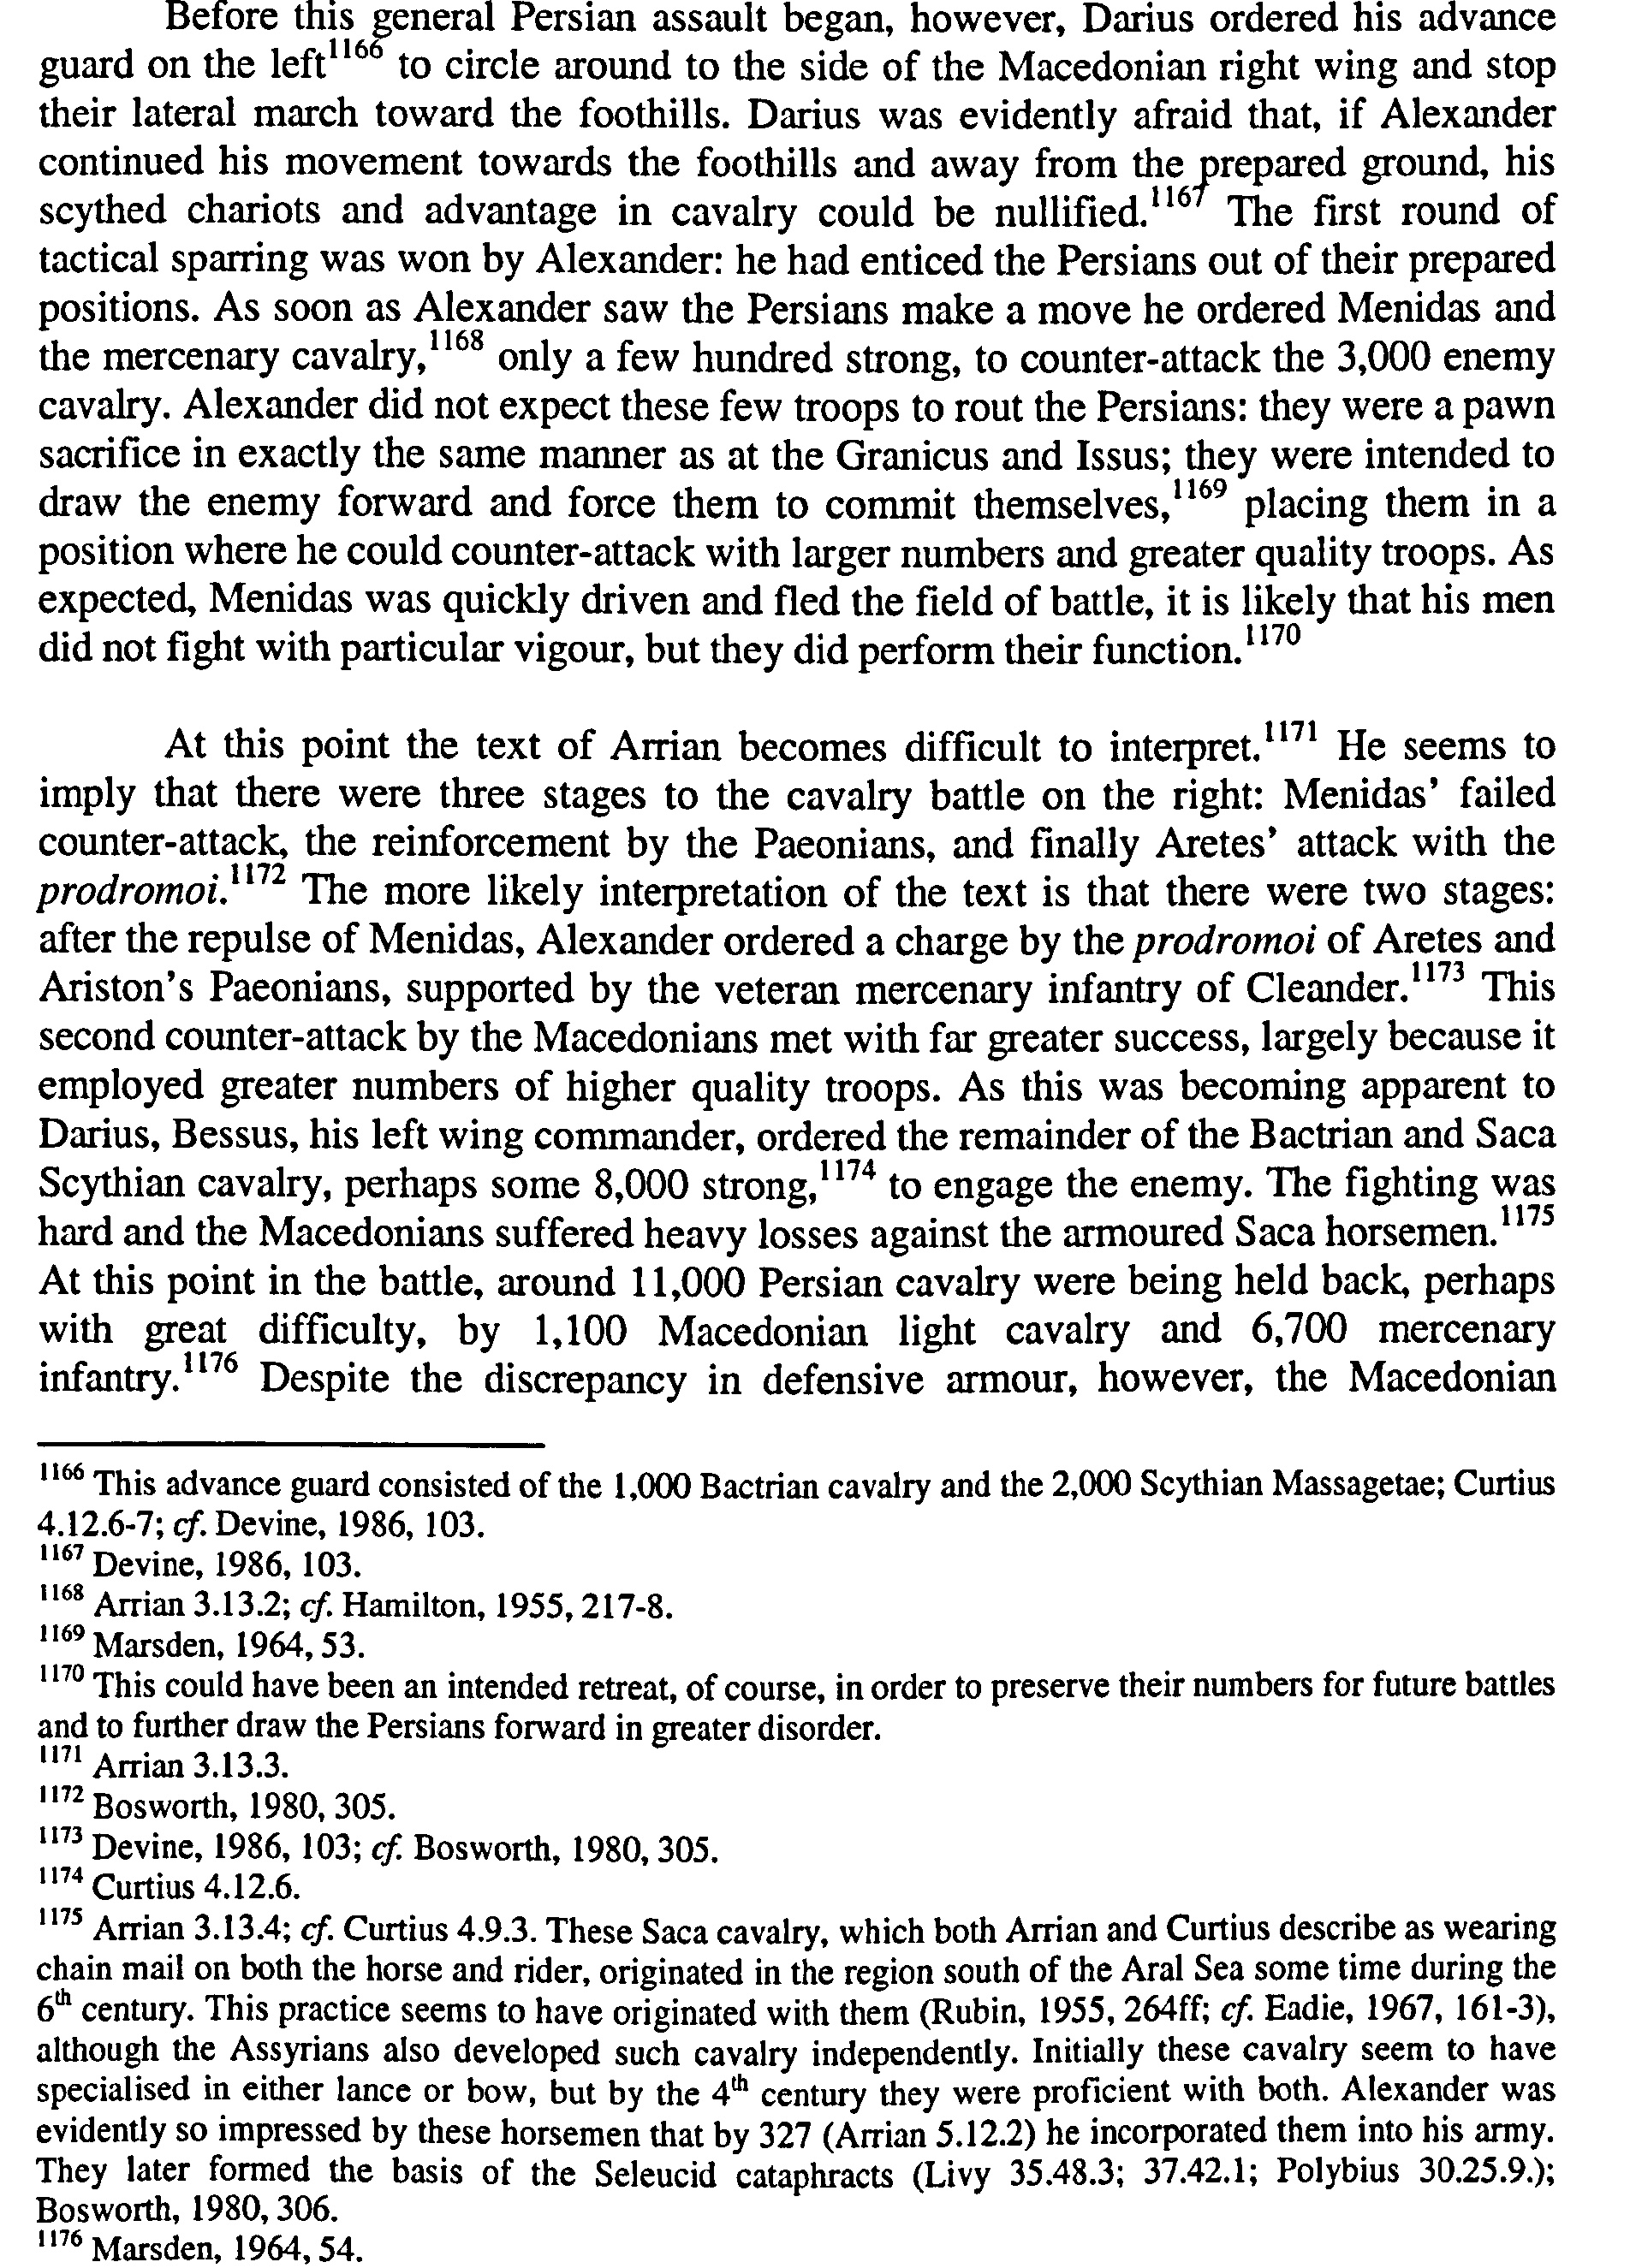 Before this general Persian assault began, however, Darius ordered his advance
guard on the left1166 to circle around to the side of the Macedonian right wing and stop
their lateral march toward the foothills. Darius was evidently afraid that, if Alexander
continued his movement towards the foothills and away from the prepared ground, his
scythed chariots and advantage in cavalry could be nullified.1167 The first round of
tactical sparring was won by Alexander: he had enticed the Persians out of their prepared
positions. As soon as Alexander saw the Persians make a move he ordered Menidas and
the mercenary cavalry,1168 only a few hundred strong, to counter-attack the 3,000 enemy
cavalry. Alexander did not expect these few troops to rout the Persians: they were a pawn
sacrifice in exactly the same manner as at the Granicus and Issus; they were intended to
draw the enemy forward and force them to commit themselves,1169 placing them in a
position where he could counter-attack with larger numbers and greater quality troops. As
expected, Menidas was quickly driven and fled the field of battle, it is likely that his men
did not fight with particular vigour, but they did perform their function.1170
At this point the text of Arrian becomes difficult to interpret.1171 He seems to
imply that there were three stages to the cavalry battle on the right: Menidas' failed
counter-attack, the reinforcement by the Paeonians, and finally Aretes' attack with the
prodromoi.1172 The more likely interpretation of the text is that there were two stages:
after the repulse of Menidas, Alexander ordered a charge by the prodromoi of Aretes and
Ariston's Paeonians, supported by the veteran mercenary infantry of Cleander.1173 This
second counter-attack by the Macedonians met with far greater success, largely because it
employed greater numbers of higher quality troops. As this was becoming apparent to
Darius, Bessus, his left wing commander, ordered the remainder of the Bactrian and Saca
Scythian cavalry, perhaps some 8,000 strong,1174 to engage the enemy. The fighting was
hard and the Macedonians suffered heavy losses against the armoured Saca horsemen.1175
At this point in the battle, around 11,000 Persian cavalry were being held back, perhaps
with great difficulty, by 1,100 Macedonian light cavalry and 6,700 mercenary
infantry.1176 Despite the discrepancy in defensive armour, however, the Macedonian
1166 This advance guard consisted of the 1,000 Bactrian cavalry and the 2,000 Scythian Massagetae; Curtius
4.12.6-7; cf. Devine, 1986, 103.
1167 Devine, 1986, 103.
1168 Arrian 3.13.2; cf. Hamilton, 1955, 217-8.
1169 Marsden, 1964, 53.
1170 This could have been an intended retreat, of course, in order to preserve their numbers for future battles
and to further draw the Persians forward in greater disorder.
1171 Arrian 3.13.3.
1172 Bosworth, 1980, 305.
1173 Devine, 1986, 103; cf. Bosworth, 1980, 305.
1174 Curtius 4.12.6.
1175 Arrian 3.13.4; cf. Curtius 4.9.3. These Saca cavalry, which both Arrian and Curtius describe as wearing
chain mail on both the horse and rider, originated in the region south of the Aral Sea some time during the
6th century. This practice seems to have originated with them (Rubin, 1955, 264ff; cf. Eadie, 1967, 161-3),
although the Assyrians also developed such cavalry independently. Initially these cavalry seem to have
specialised in either lance or bow, but by the 4th century they were proficient with both. Alexander was
evidently so impressed by these horsemen that by 327 (Arrian 5.12.2) he incorporated them into his army.
They later formed the basis of the Seleucid cataphracts (Livy 35.48.3; 37.42.1; Polybius 30.25.9.);
Bosworth, 1980, 306.
1176 Marsden, 1964, 54.